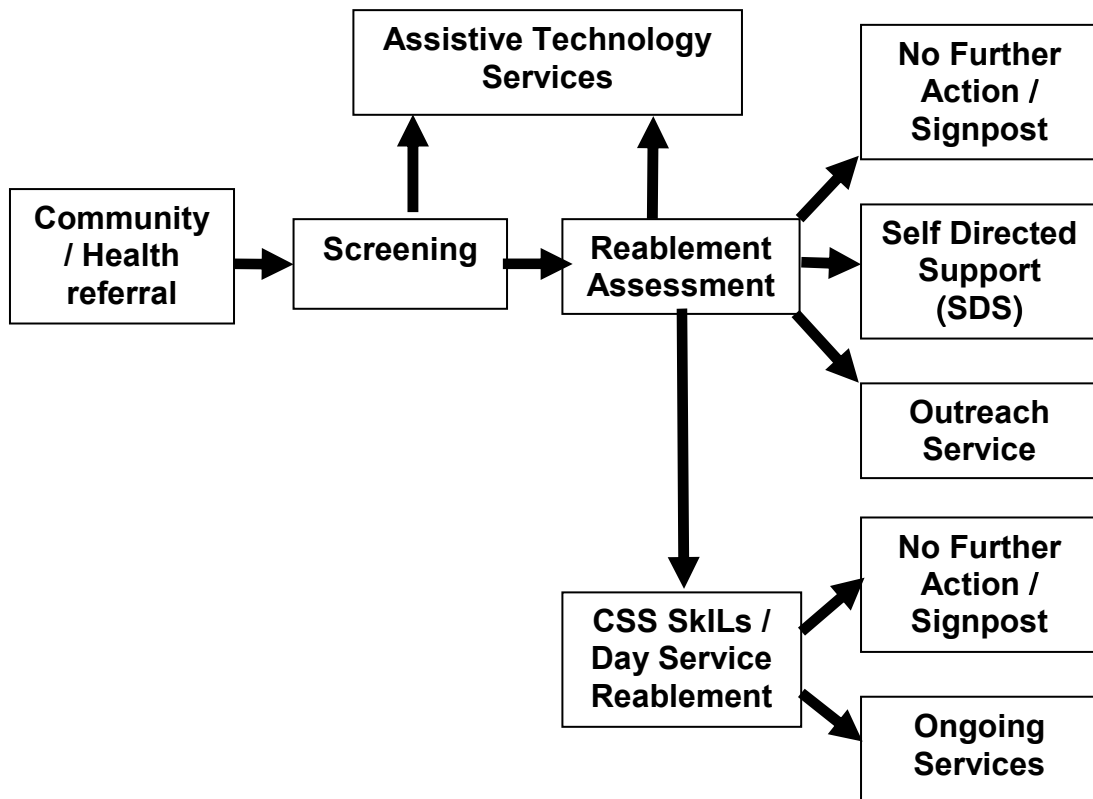 Assistive Technology
Services
No Further
Action /
Signpost
Community
/ Health
referral
Screening
Reablement
Assessment
Self Directed
Support
(SDS)
Outreach
Service
CSS SkILs /
Day Service
Reablement
No Further
Action /
Signpost
Ongoing
Services